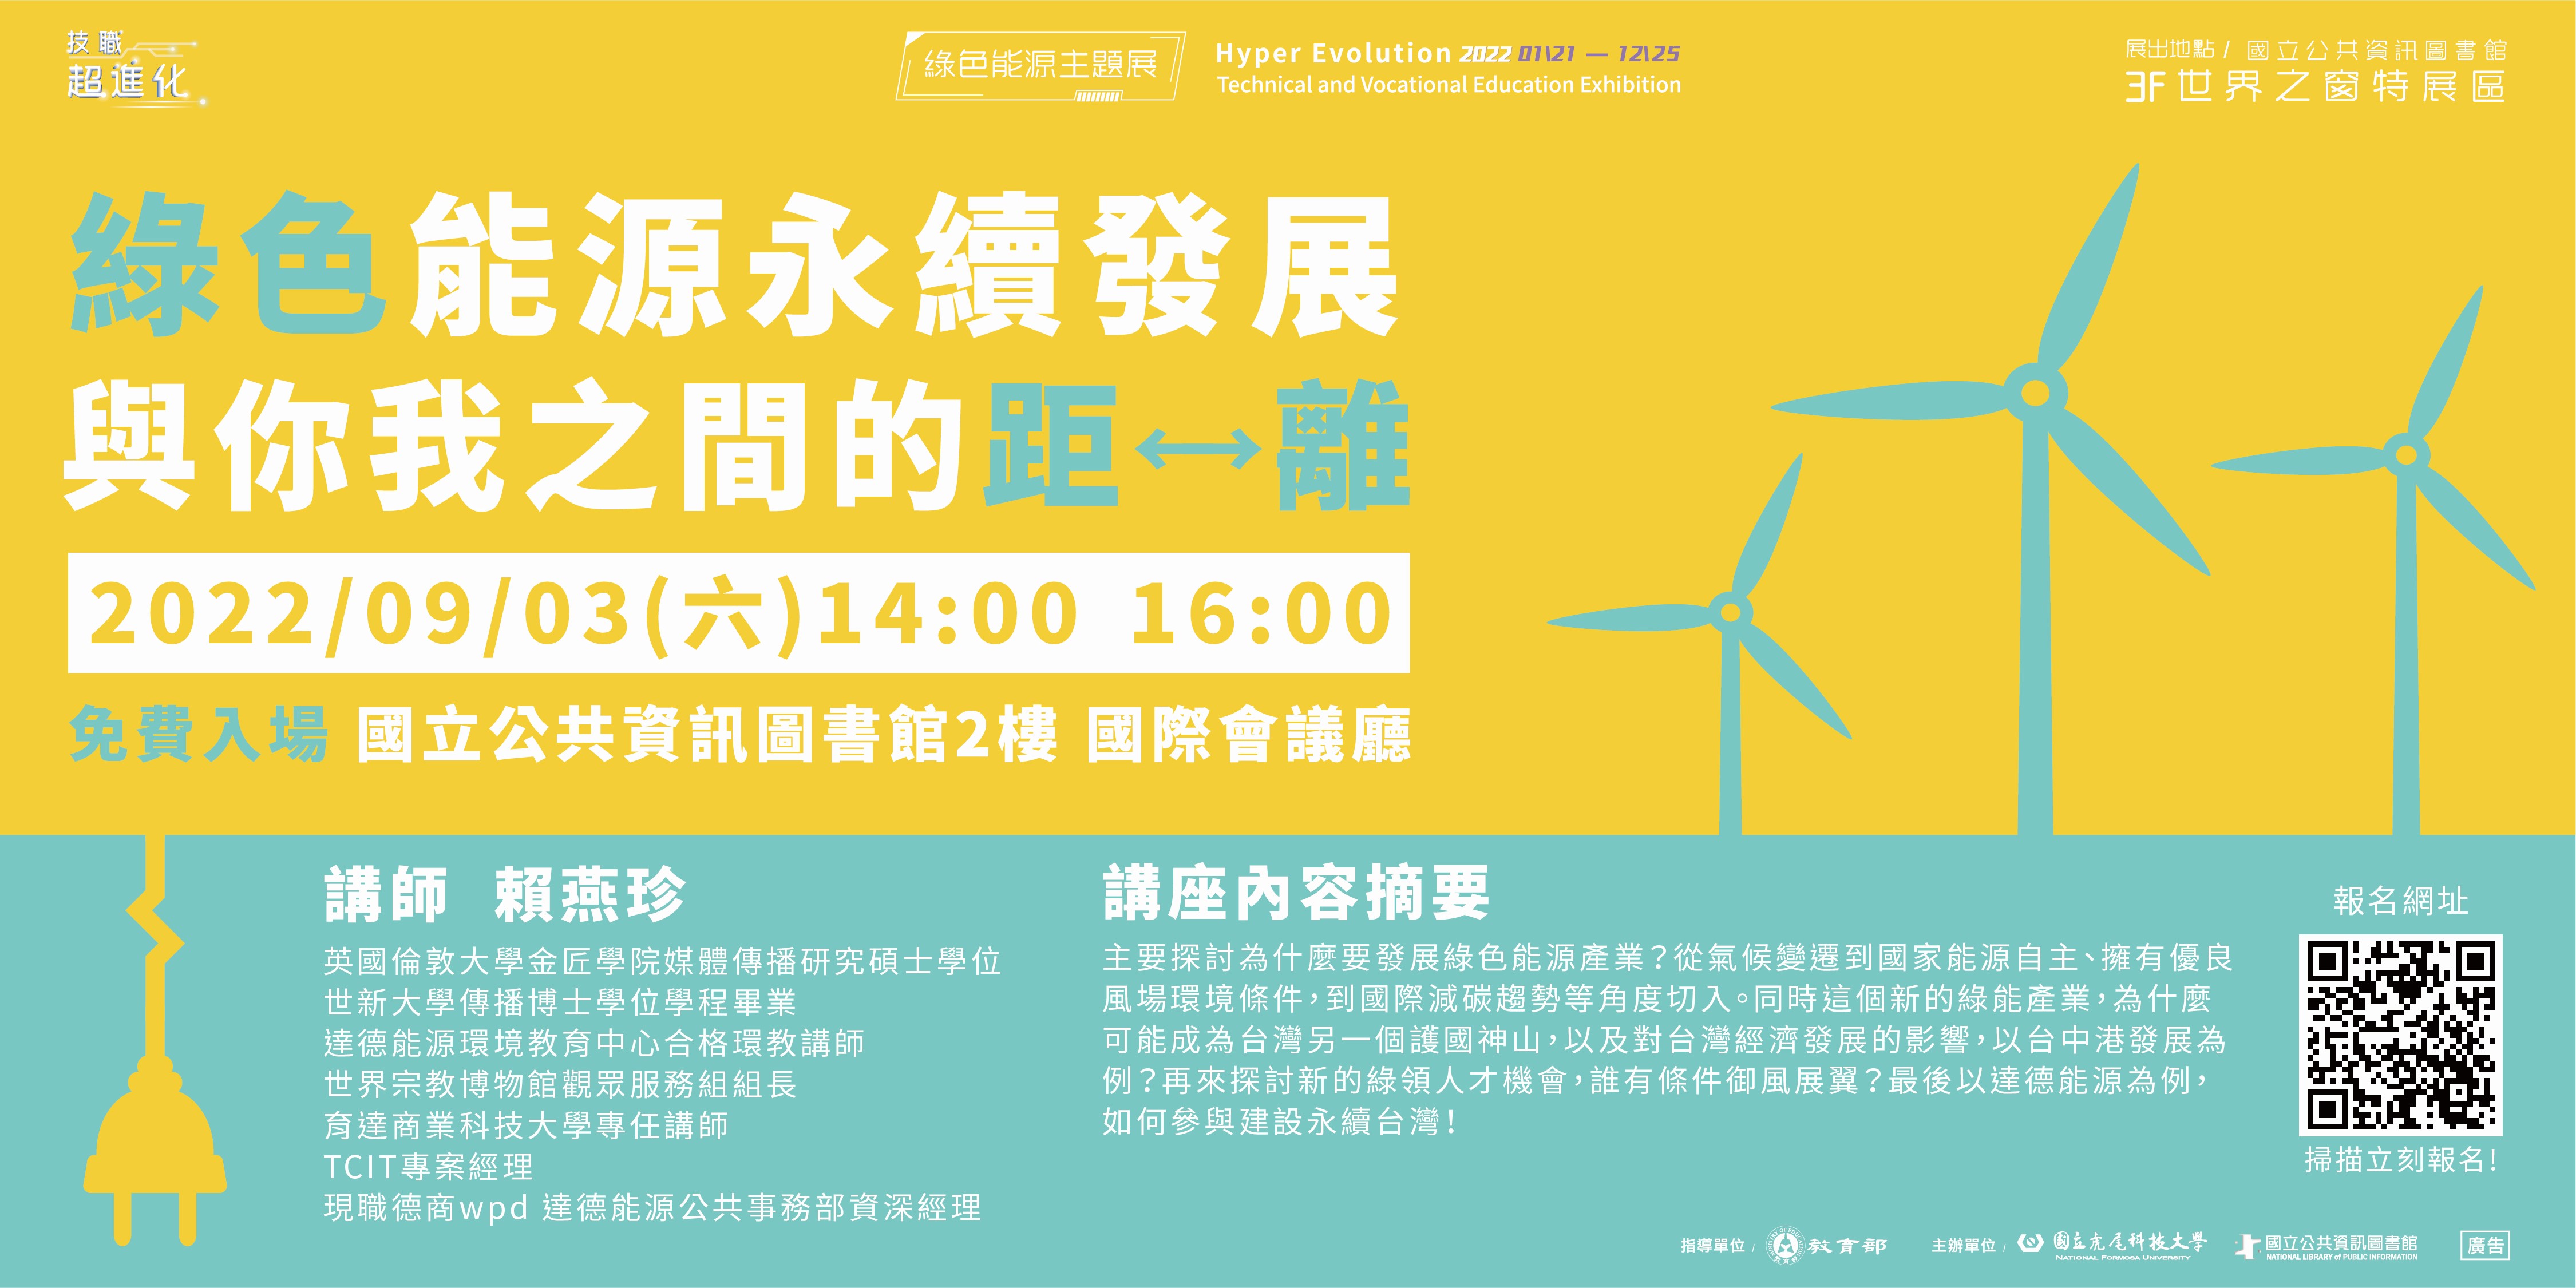 技職
超進化
綠色能源主題展
Hyper Evolution 2022 01\21 — 12\25
Technical and Vocational Education Exhibition
展出地點 / 國立公共資訊圖書館
3F世界之窗特展區
綠色能源永續發展
與你我之間的距↔離
2022/09/03(六)14:00 16:00
免費入場 國立公共資訊圖書館2樓 國際會議廳
講師 賴燕珍
英國倫敦大學金匠學院媒體傳播研究碩士學位
世新大學傳播博士學位學程畢業
達德能源環境教育中心合格環教講師
世界宗教博物館觀眾服務組組長
育達商業科技大學專任講師
TCIT專案經理
現職德商wpd 達德能源公共事務部資深經理
講座內容摘要
主要探討為什麼要發展綠色能源產業？從氣候變遷到國家能源自主、擁有優良
風場環境條件，到國際減碳趨勢等角度切入。同時這個新的綠能產業，為什麼
可能成為台灣另一個護國神山，以及對台灣經濟發展的影響，以台中港發展為
例？再來探討新的綠領人才機會，誰有條件御風展翼？最後以達德能源為例，
如何參與建設永續台灣！
報名網址
掃描立刻報名！
指導單位 / 教育部
主辦單位 / 國立虎尾科技大學
NATIONAL FORMOSA UNIVERSITY
國立公共資訊圖書館
NATIONAL LIBRARY of PUBLIC INFORMATION
廣告